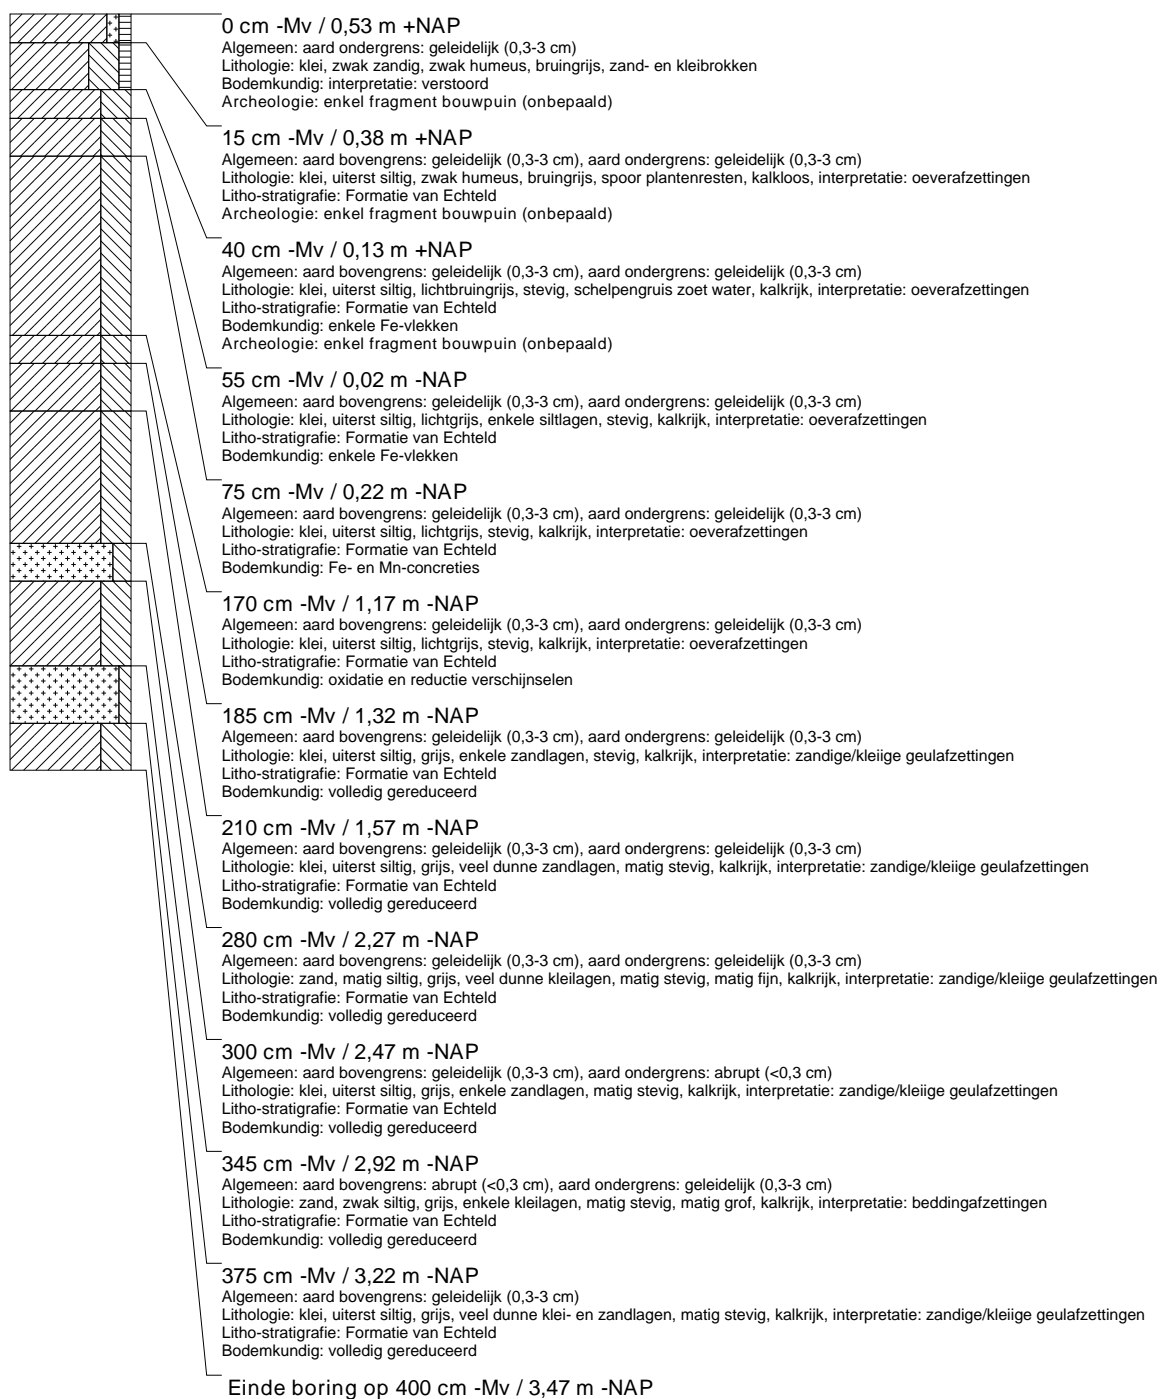 0 cm -Mv / 0,53 m +NAP
Algemeen: aard ondergrens: geleidelijk (0,3-3 cm)
Lithologie: klei, zwak zandig, zwak humeus, bruingrijs, zand- en kleibrokken
Bodemkundig: interpretatie: verstoord
Archeologie: enkel fragment bouwpuin (onbepaald)
15 cm -Mv / 0,38 m +NAP
Algemeen: aard bovengrens: geleidelijk (0,3-3 cm), aard ondergrens: geleidelijk (0,3-3 cm)
Lithologie: klei, uiterst siltig, zwak humeus, bruingrijs, spoor plantenresten, kalkloos, interpretatie: oeverafzettingen
Litho-stratigrafie: Formatie van Echteld
Archeologie: enkel fragment bouwpuin (onbepaald)
40 cm -Mv / 0,13 m +NAP
Algemeen: aard bovengrens: geleidelijk (0,3-3 cm), aard ondergrens: geleidelijk (0,3-3 cm)
Lithologie: klei, uiterst siltig, lichtbruingrijs, stevig, schelpengruis zoet water, kalkrijk, interpretatie: oeverafzettingen
Litho-stratigrafie: Formatie van Echteld
Bodemkundig: enkele Fe-vlekken
Archeologie: enkel fragment bouwpuin (onbepaald)
55 cm -Mv / 0,02 m -NAP
Algemeen: aard bovengrens: geleidelijk (0,3-3 cm), aard ondergrens: geleidelijk (0,3-3 cm)
Lithologie: klei, uiterst siltig, lichtgrijs, enkele siltlagen, stevig, kalkrijk, interpretatie: oeverafzettingen
Litho-stratigrafie: Formatie van Echteld
Bodemkundig: enkele Fe-vlekken
75 cm -Mv / 0,22 m -NAP
Algemeen: aard bovengrens: geleidelijk (0,3-3 cm), aard ondergrens: geleidelijk (0,3-3 cm)
Lithologie: klei, uiterst siltig, lichtgrijs, stevig, kalkrijk, interpretatie: oeverafzettingen
Litho-stratigrafie: Formatie van Echteld
Bodemkundig: Fe- en Mn-concreties
170 cm -Mv / 1,17 m -NAP
Algemeen: aard bovengrens: geleidelijk (0,3-3 cm), aard ondergrens: geleidelijk (0,3-3 cm)
Lithologie: klei, uiterst siltig, lichtgrijs, stevig, kalkrijk, interpretatie: oeverafzettingen
Litho-stratigrafie: Formatie van Echteld
Bodemkundig: oxidatie en reductie verschijnselen
185 cm -Mv / 1,32 m -NAP
Algemeen: aard bovengrens: geleidelijk (0,3-3 cm), aard ondergrens: geleidelijk (0,3-3 cm)
Lithologie: klei, uiterst siltig, grijs, enkele zandlagen, stevig, kalkrijk, interpretatie: zandige/kleiige geulafzettingen
Litho-stratigrafie: Formatie van Echteld
Bodemkundig: volledig gereduceerd
210 cm -Mv / 1,57 m -NAP
Algemeen: aard bovengrens: geleidelijk (0,3-3 cm), aard ondergrens: geleidelijk (0,3-3 cm)
Lithologie: klei, uiterst siltig, grijs, veel dunne zandlagen, matig stevig, kalkrijk, interpretatie: zandige/kleiige geulafzettingen
Litho-stratigrafie: Formatie van Echteld
Bodemkundig: volledig gereduceerd
280 cm -Mv / 2,27 m -NAP
Algemeen: aard bovengrens: geleidelijk (0,3-3 cm), aard ondergrens: geleidelijk (0,3-3 cm)
Lithologie: zand, matig siltig, grijs, veel dunne kleilagen, matig stevig, matig fijn, kalkrijk, interpretatie: zandige/kleiige geulafzettingen
Litho-stratigrafie: Formatie van Echteld
Bodemkundig: volledig gereduceerd
300 cm -Mv / 2,47 m -NAP
Algemeen: aard bovengrens: geleidelijk (0,3-3 cm), aard ondergrens: abrupt (<0,3 cm)
Lithologie: klei, uiterst siltig, grijs, enkele zandlagen, matig stevig, kalkrijk, interpretatie: zandige/kleiige geulafzettingen
Litho-stratigrafie: Formatie van Echteld
Bodemkundig: volledig gereduceerd
345 cm -Mv / 2,92 m -NAP
Algemeen: aard bovengrens: abrupt (<0,3 cm), aard ondergrens: geleidelijk (0,3-3 cm)
Lithologie: zand, zwak siltig, grijs, enkele kleilagen, matig stevig, matig grof, kalkrijk, interpretatie: beddingafzettingen
Litho-stratigrafie: Formatie van Echteld
Bodemkundig: volledig gereduceerd
375 cm -Mv / 3,22 m -NAP
Algemeen: aard bovengrens: geleidelijk (0,3-3 cm)
Lithologie: klei, uiterst siltig, grijs, veel dunne klei- en zandlagen, matig stevig, kalkrijk, interpretatie: zandige/kleiige geulafzettingen
Litho-stratigrafie: Formatie van Echteld
Bodemkundig: volledig gereduceerd
Einde boring op 400 cm -Mv / 3,47 m -NAP